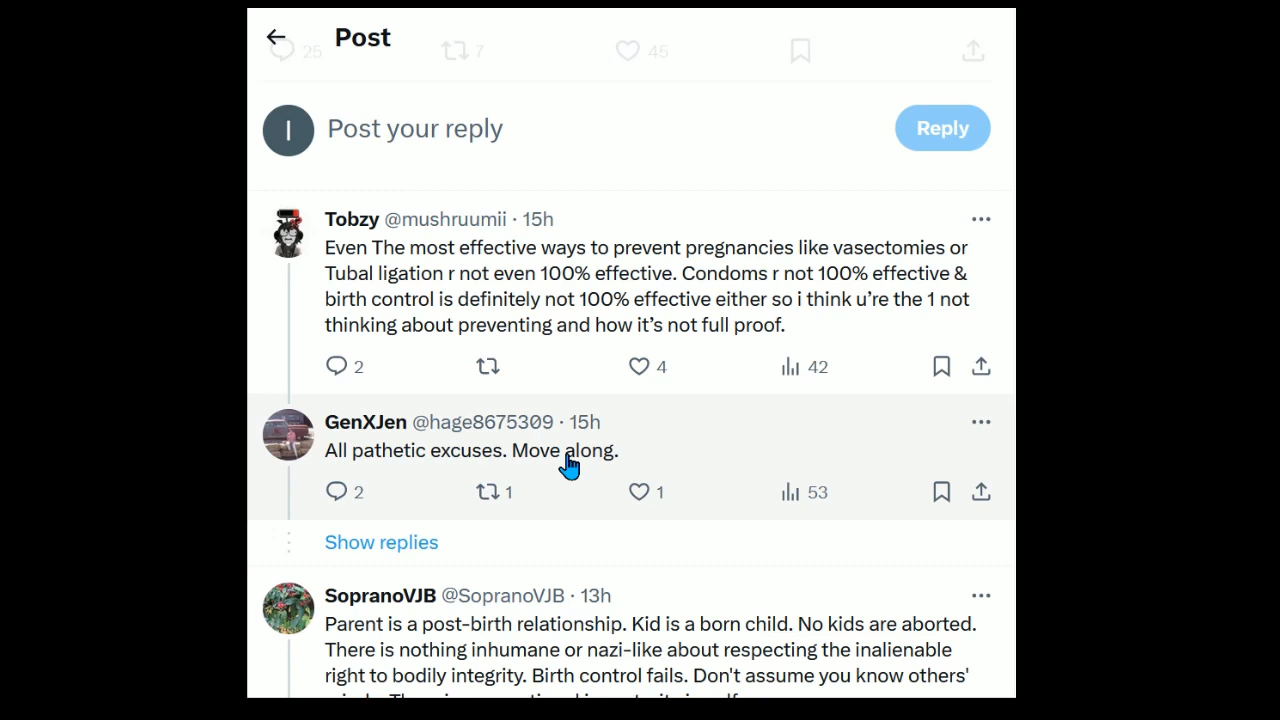 Post
25 7 45
I Post your reply Reply
Tobzy @mushruumii · 15h
Even The most effective ways to prevent pregnancies like vasectomies or
Tubal ligation r not even 100% effective. Condoms r not 100% effective &
birth control is definitely not 100% effective either so i think u’re the 1 not
thinking about preventing and how it’s not full proof.
2 4 42
GenXJen @hage8675309 · 15h
All pathetic excuses. Move along.
2 1 1 53
Show replies
SopranoVJB @SopranoVJB · 13h
Parent is a post-birth relationship. Kid is a born child. No kids are aborted.
There is nothing inhumane or nazi-like about respecting the inalienable
right to bodily integrity. Birth control fails. Don't assume you know others'